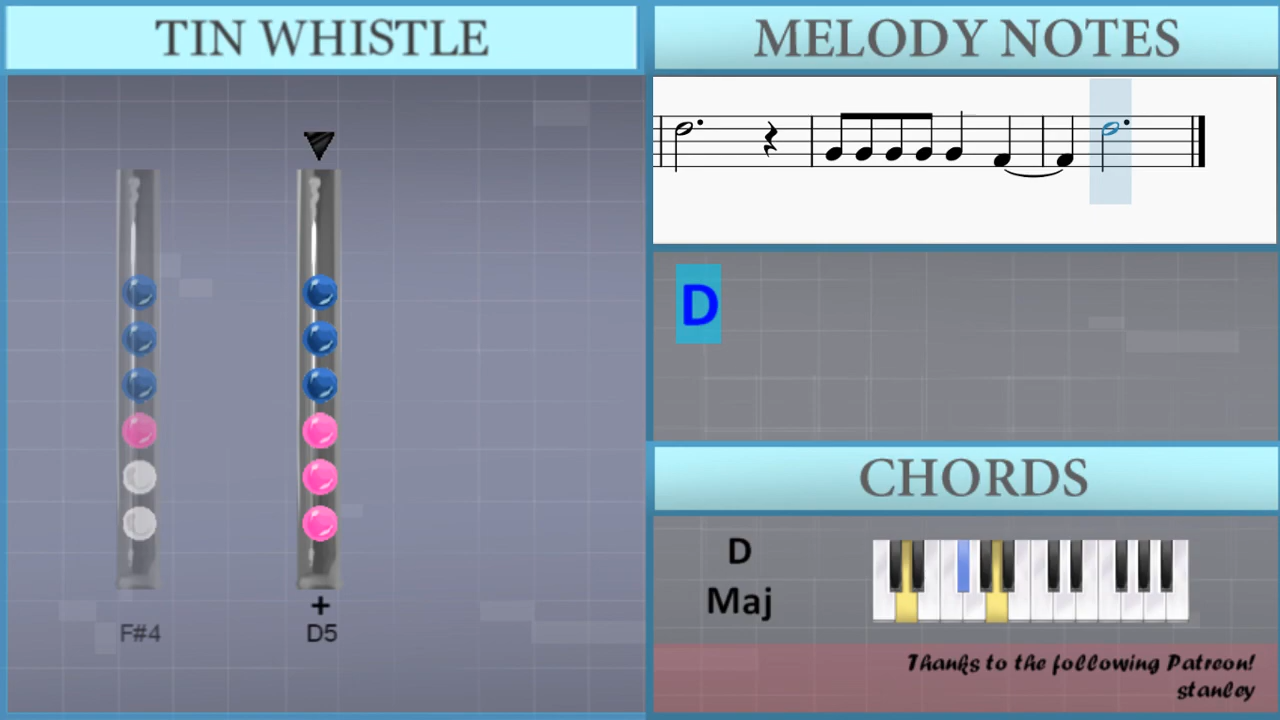 TIN WHISTLE
MELODY NOTES
D
CHORDS
D
Maj
+
F#4
D5
Thanks to the following Patreon!
stanley